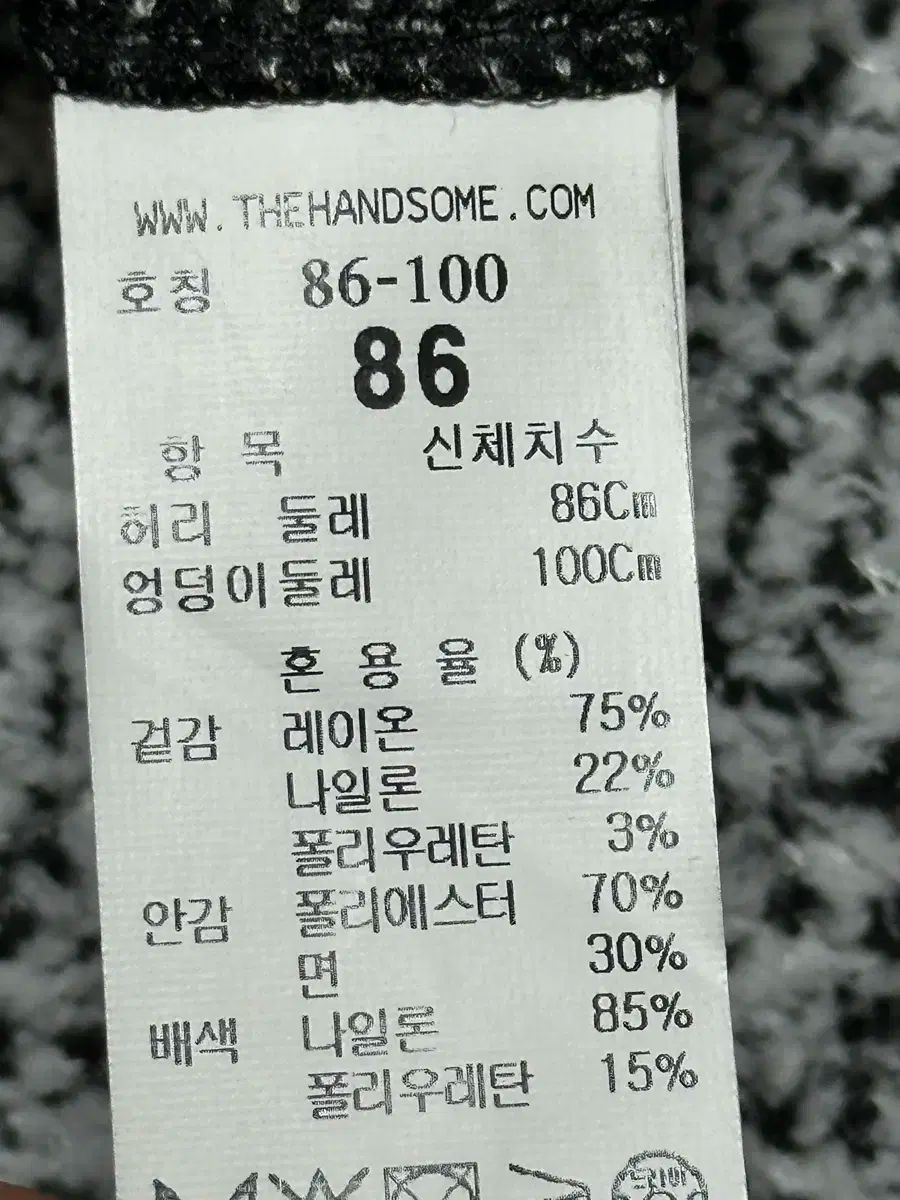 WWW.THEHANDSOME.COM
호칭 86-100
86
항 목 신체치수
허리 둘레 86Cm
엉덩이둘레 100Cm
혼 용 율 (%)
겉감 레이온 75%
나일론 22%
폴리우레탄 3%
안감 폴리에스터 70%
면 30%
배색 나일론 85%
폴리우레탄 15%
드라이